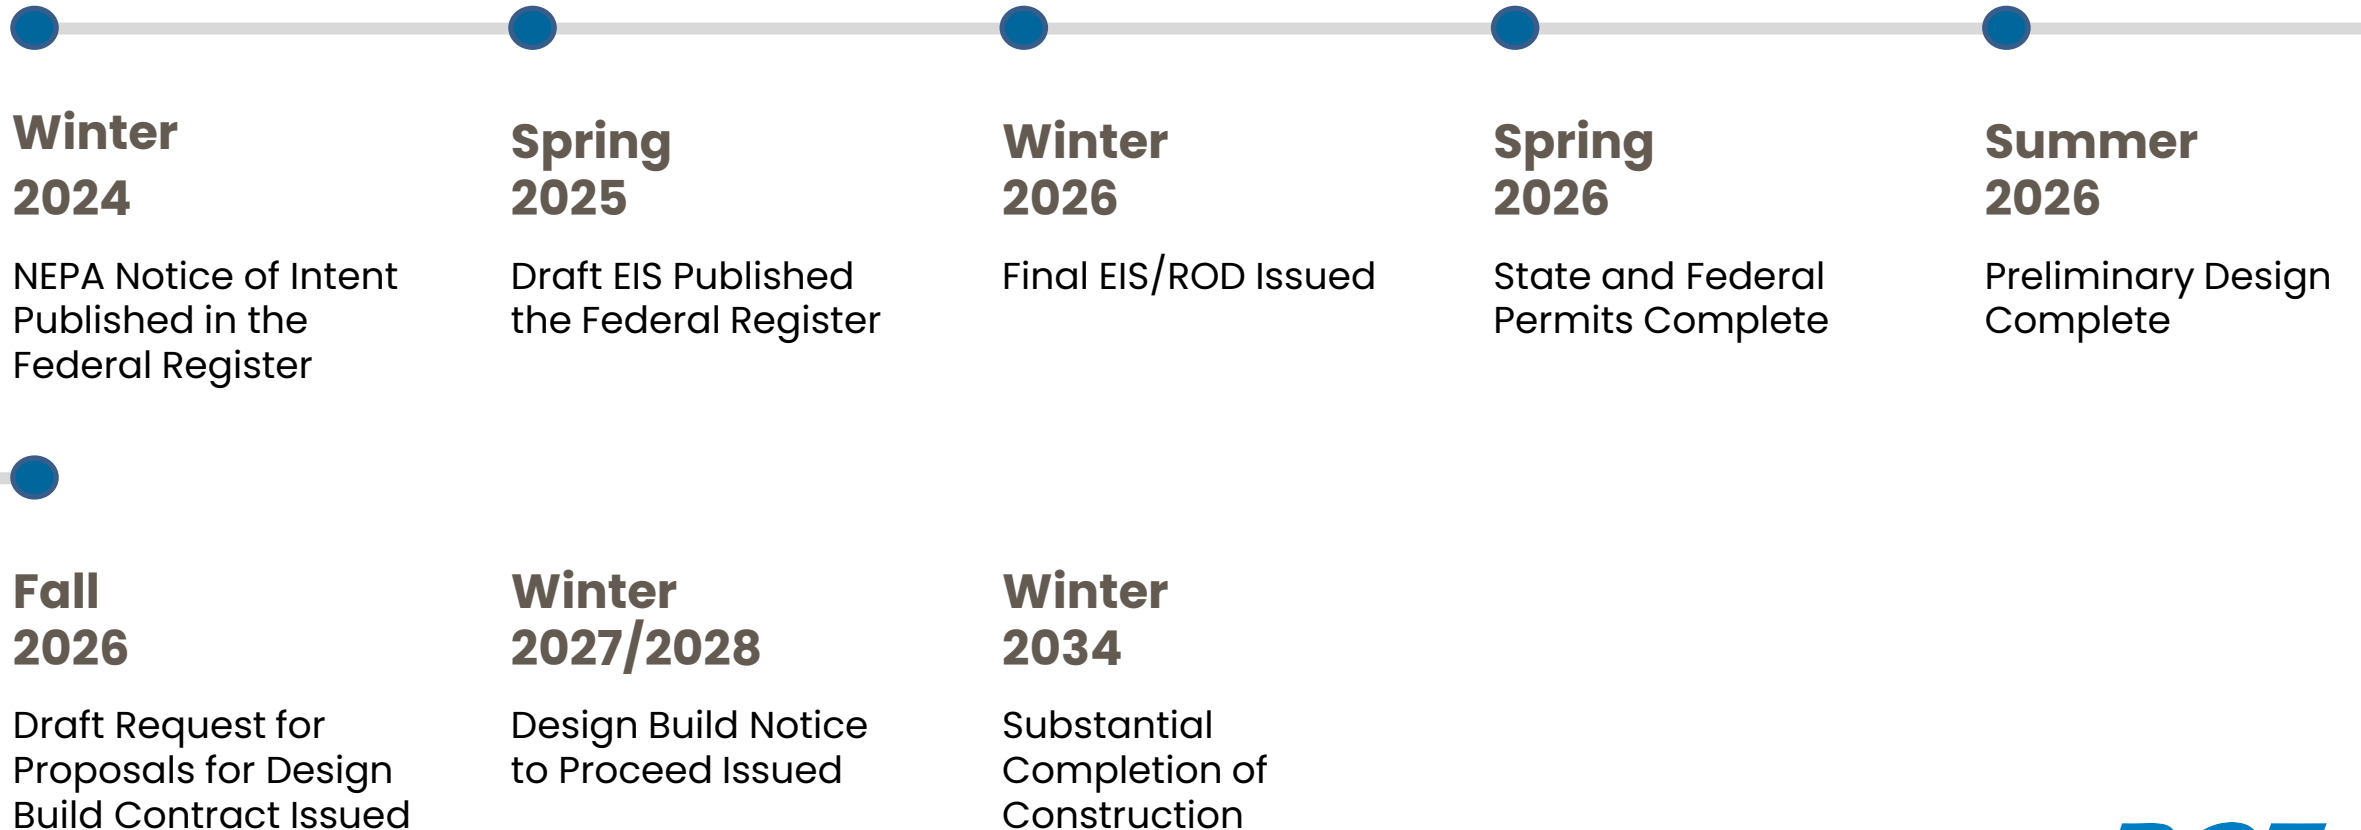 Winter
2024
NEPA Notice of Intent
Published in the
Federal Register
Spring
2025
Draft EIS Published
the Federal Register
Winter
2026
Final EIS/ROD Issued
Spring
2026
State and Federal
Permits Complete
Summer
2026
Preliminary Design
Complete
Fall
2026
Draft Request for
Proposals for Design
Build Contract Issued
Winter
2027/2028
Design Build Notice
to Proceed Issued
Winter
2034
Substantial
Completion of
Construction